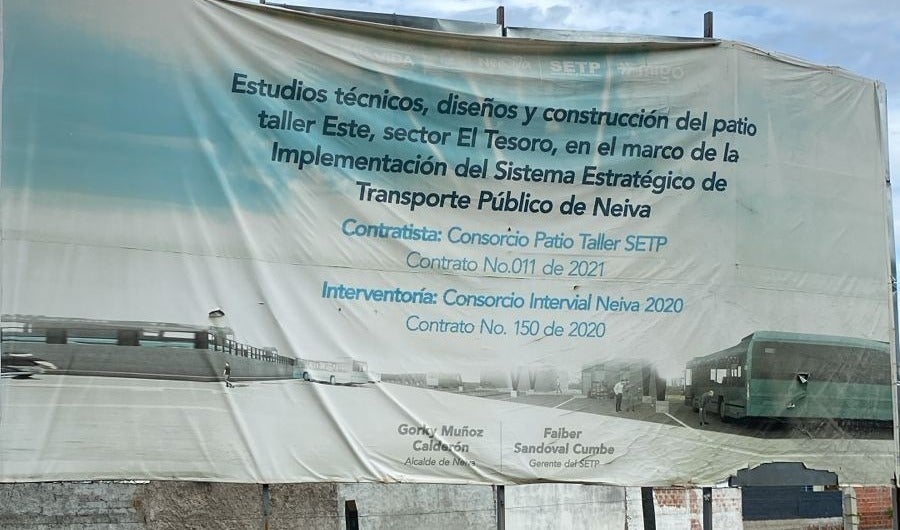 SETP
Estudios técnicos, diseños y construcción del patio
taller Este, sector El Tesoro, en el marco de la
Implementación del Sistema Estratégico de
Transporte Público de Neiva
Contratista: Consorcio Patio Taller SETP
Contrato No.011 de 2021
Interventoría: Consorcio Intervial Neiva 2020
Contrato No. 150 de 2020
Gorky Muñoz
Calderón
Alcalde de Neiva
Faiber
Sandoval Cumbe
Gerente del SETP